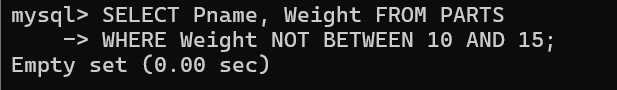 mysql> SELECT Pname, Weight FROM PARTS
    -> WHERE Weight NOT BETWEEN 10 AND 15;
Empty set (0.00 sec)